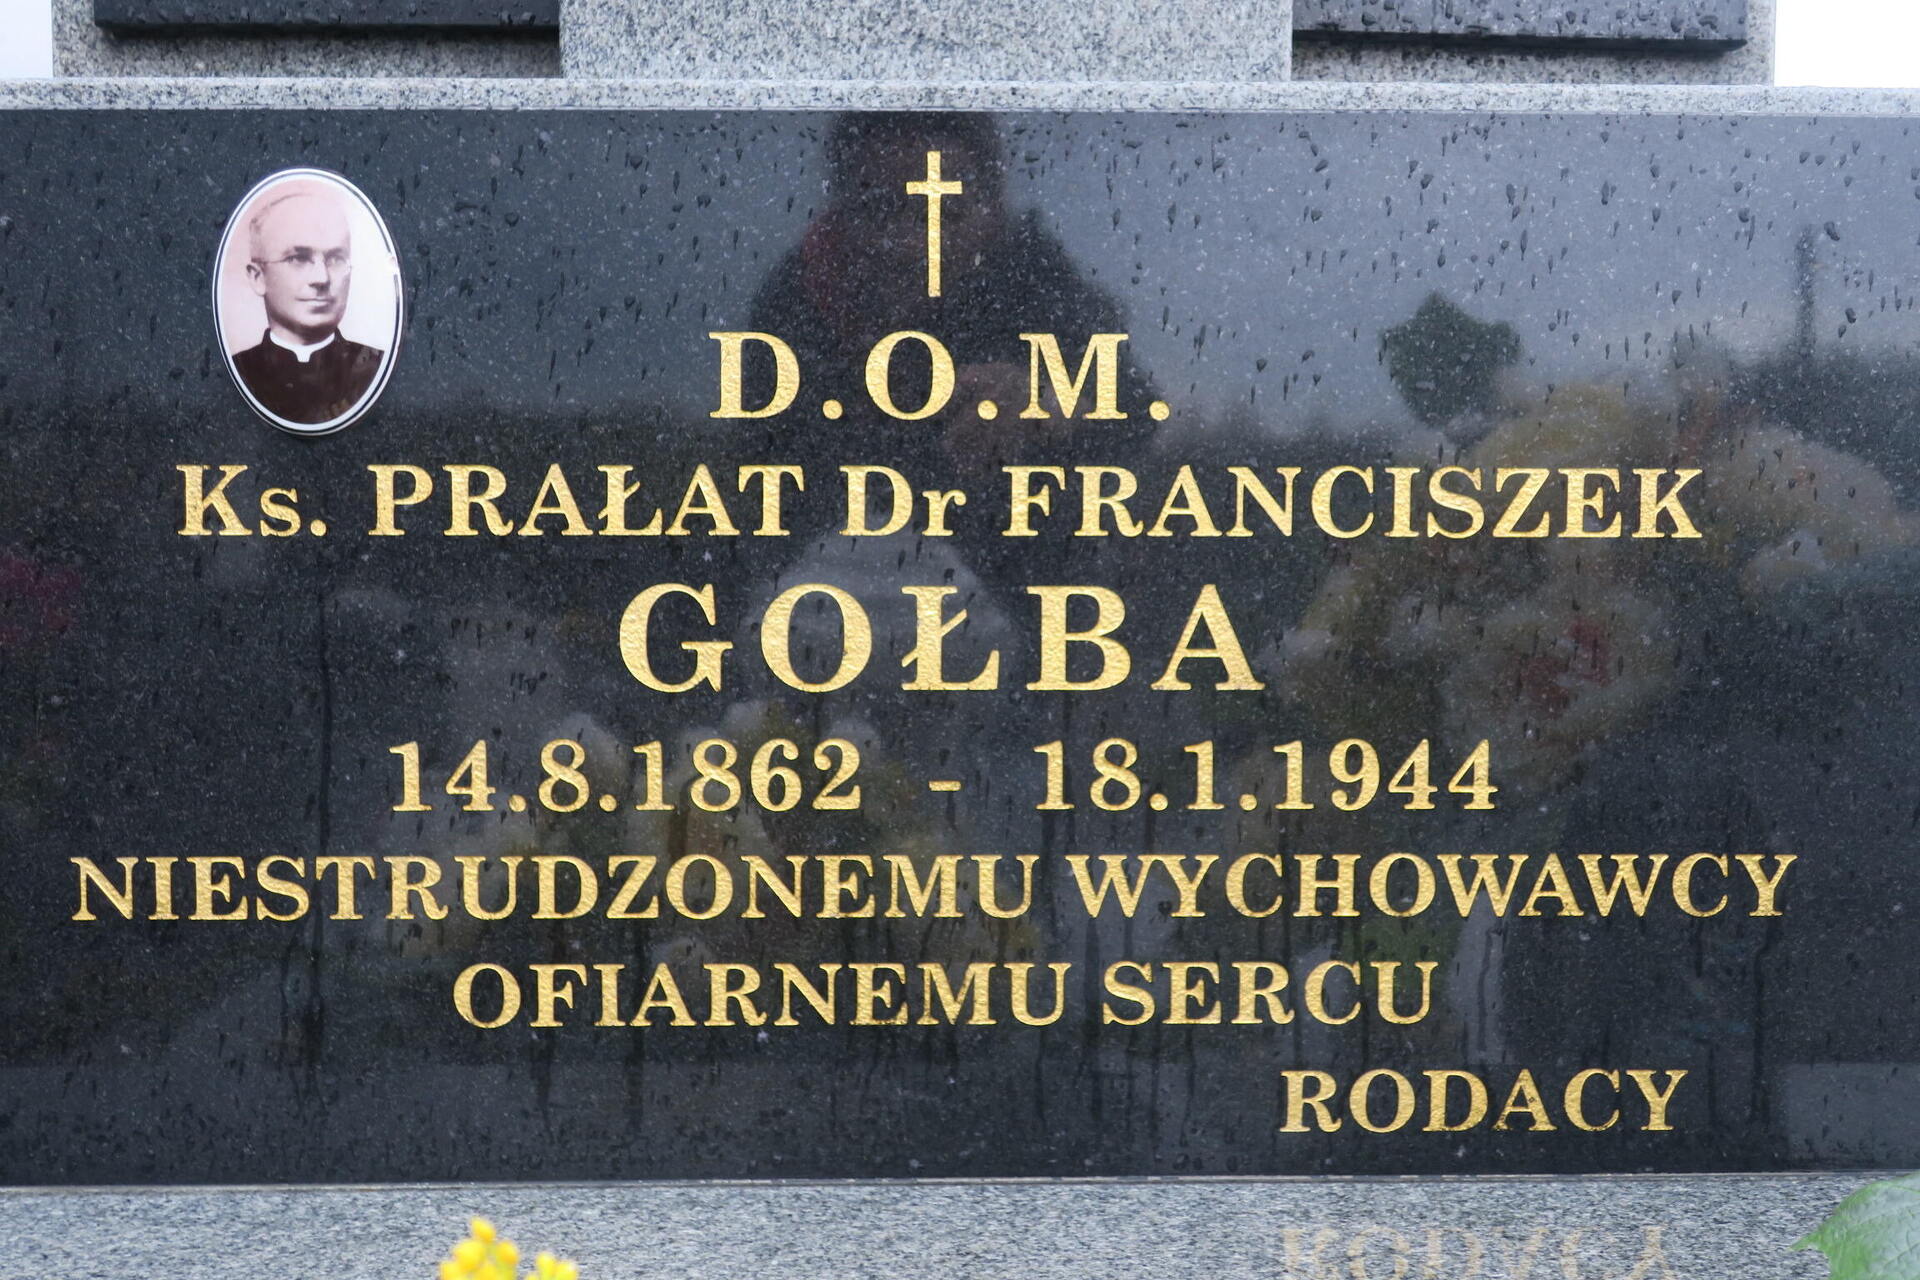 D.O.M.
Ks. PRAŁAT Dr FRANCISZEK
GOŁBA
14.8.1862 - 18.1.1944
NIESTRUDZONEMU WYCHOWAWCY
OFIARNEMU SERCU
RODACY